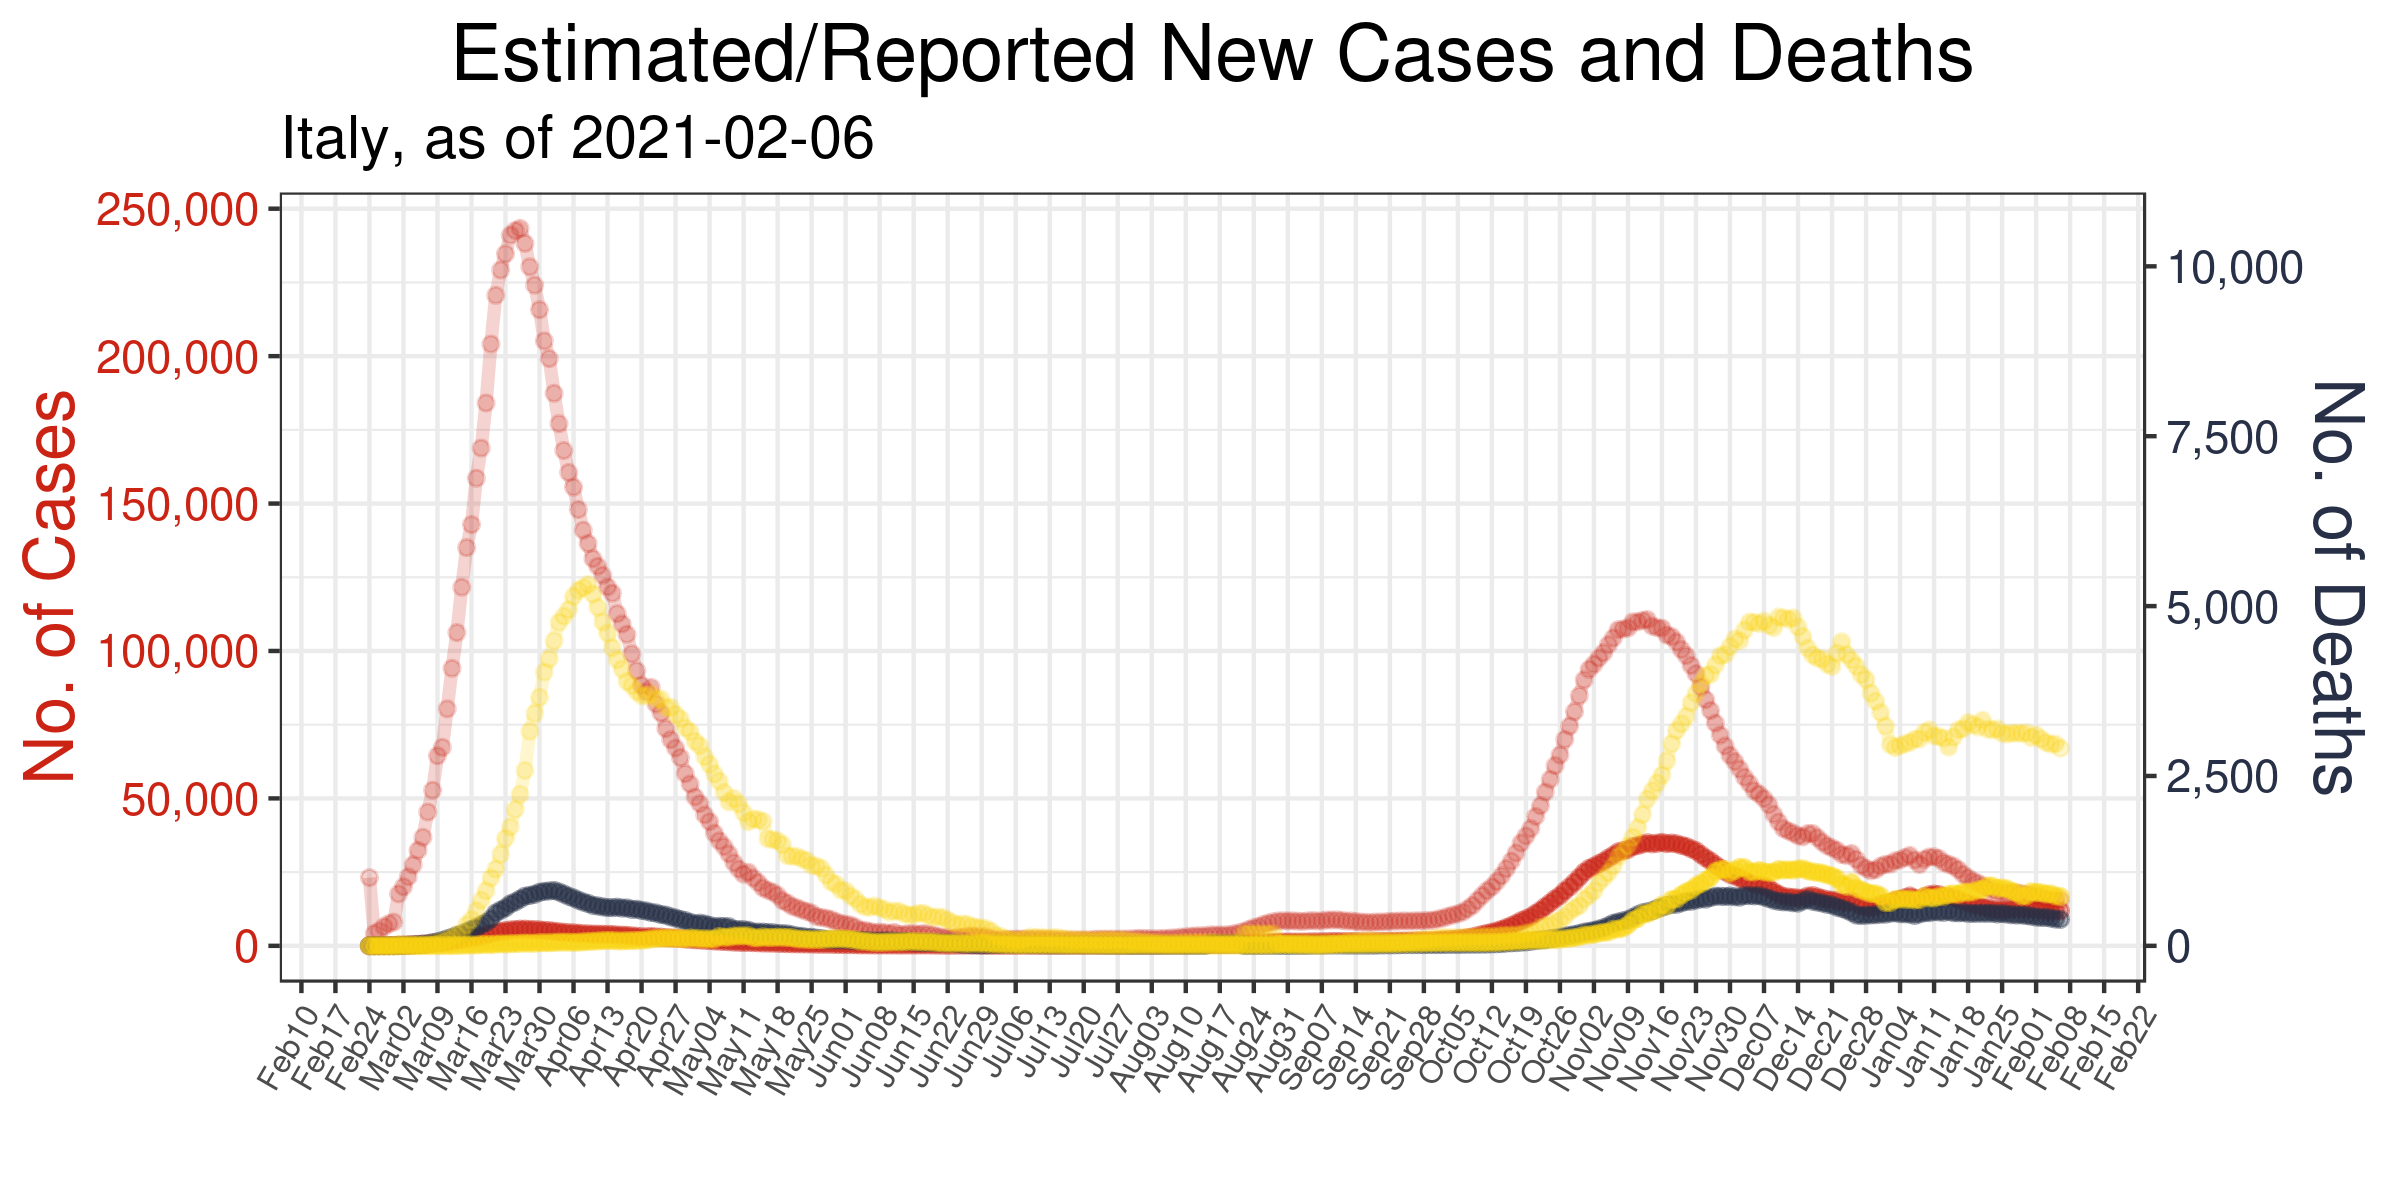 Estimated/Reported New Cases and Deaths
Italy, as of 2021-02-06
No. of Cases
250,000
200,000
150,000
100,000
50,000
0
10,000
7,500
5,000
2,500
0
No. of Deaths
Feb10 Feb17 Feb24 Mar02 Mar09 Mar16 Mar23 Mar30 Apr06 Apr13 Apr20 Apr27 May04 May11 May18 May25 Jun01 Jun08 Jun15 Jun22 Jun29 Jul06 Jul13 Jul20 Jul27 Aug03 Aug10 Aug17 Aug24 Aug31 Sep07 Sep14 Sep21 Sep28 Oct05 Oct12 Oct19 Oct26 Nov02 Nov09 Nov16 Nov23 Nov30 Dec07 Dec14 Dec21 Dec28 Jan04 Jan11 Jan18 Jan25 Feb01 Feb08 Feb15 Feb22